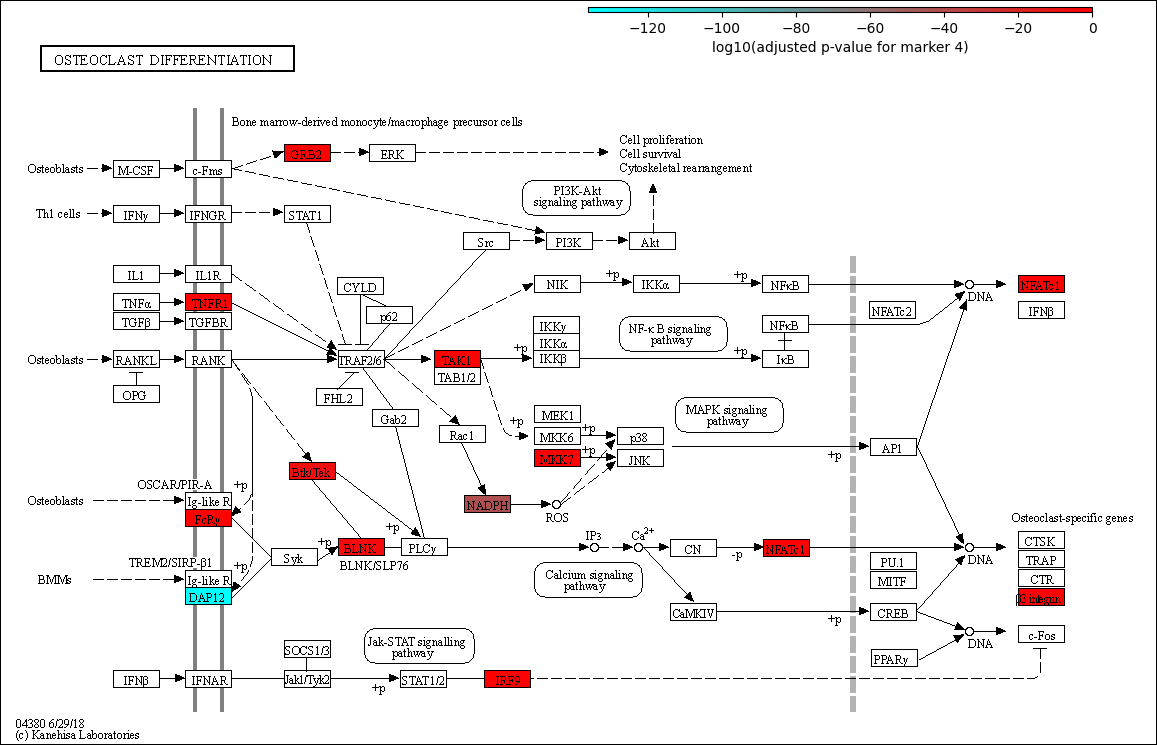 −120 −100 −80 −60 −40 −20 0
log10(adjusted p-value for marker 4)
OSTEOCLAST DIFFERENTIATION
Bone marrow-derived monocyte/macrophage precursor cells
Osteoblasts
M-CSF
c-Fms
GRB2
ERK
Cell proliferation
Cell survival
Cytoskeletal rearrangement
PI3K-Akt
signaling pathway
Th1 cells
IFNγ
IFNGR
STAT1
Src
PI3K
Akt
IL1
IL1R
TNFα
TNFR1
TGFβ
TGFBR
CYLD
p62
NIK
+p
IKKα
+p
NFκB
DNA
NFATc1
IFNβ
NFATc2
IKKγ
IKKα
IKKβ
NF-κ B signaling
pathway
NFκB
IκB
+p
+p
Osteoblasts
RANKL
RANK
OPG
TRAF2/6
TAK1
TAB1/2
FHL2
Gab2
Rac1
+p
MEK1
MKK6
MKK7
+p
+p
p38
JNK
MAPK signaling
pathway
+p
AP1
Btk/Tek
OSCAR/PIR-A
+p
Osteoblasts
Ig-like R
FcRγ
NADPH
ROS
Syk
+p
BLNK
BLNK/SLP76
+p
PLCγ
IP3
Ca2+
CN
-p
NFATc1
DNA
Osteoclast-specific genes
CTSK
TRAP
CTR
β3 integrin
PU.1
MITF
TREM2/SIRP-β1
+p
BMMs
Ig-like R
DAP12
Calcium signaling
pathway
CaMKIV
+p
CREB
DNA
c-Fos
PPARγ
Jak-STAT signalling
pathway
SOCS1/3
IFNβ
IFNAR
Jak1/Tyk2
+p
STAT1/2
IRF9
04380 6/29/18
(c) Kanehisa Laboratories